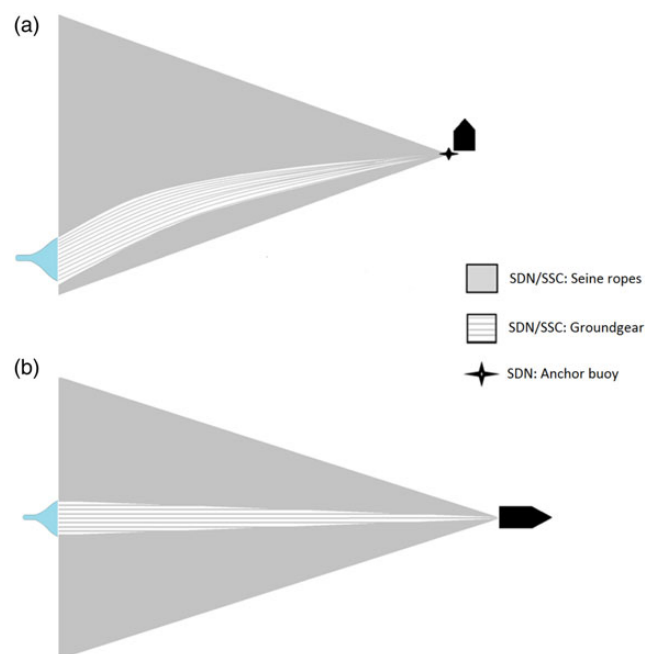 (a)
SDN/SSC: Seine ropes
SDN/SSC: Groundgear
SDN: Anchor buoy
(b)